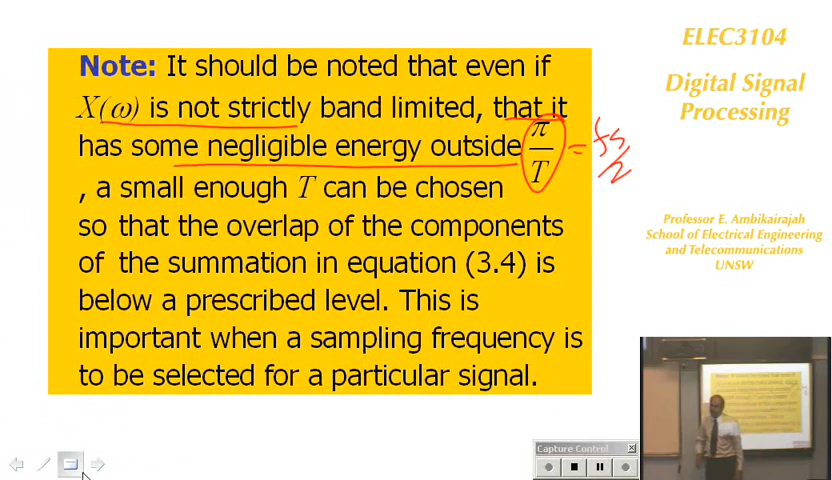 Note: It should be noted that even if
X(ω) is not strictly band limited, that it
has some negligible energy outside π/T = fs/2
, a small enough T can be chosen
so that the overlap of the components
of the summation in equation (3.4) is
below a prescribed level. This is
important when a sampling frequency is
to be selected for a particular signal.
ELEC3104
Digital Signal
Processing
Professor E. Ambikairajah
School of Electrical Engineering
and Telecommunications
UNSW
Capture Control